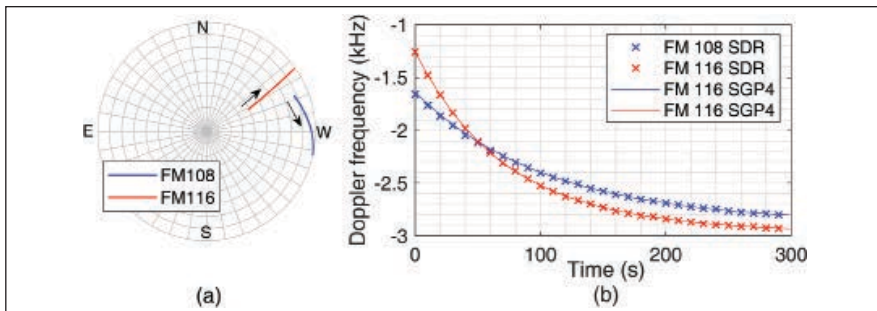 N
E
W
S
FM108
FM116
(a)
Doppler frequency (kHz)
-1
-1.5
-2
-2.5
-3
FM 108 SDR
FM 116 SDR
FM 116 SGP4
FM 116 SGP4
0
100
200
300
Time (s)
(b)